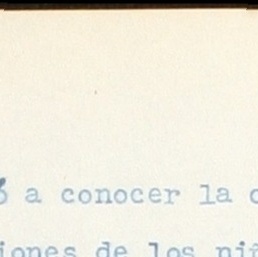 ó a conocer la
iones de los niñ